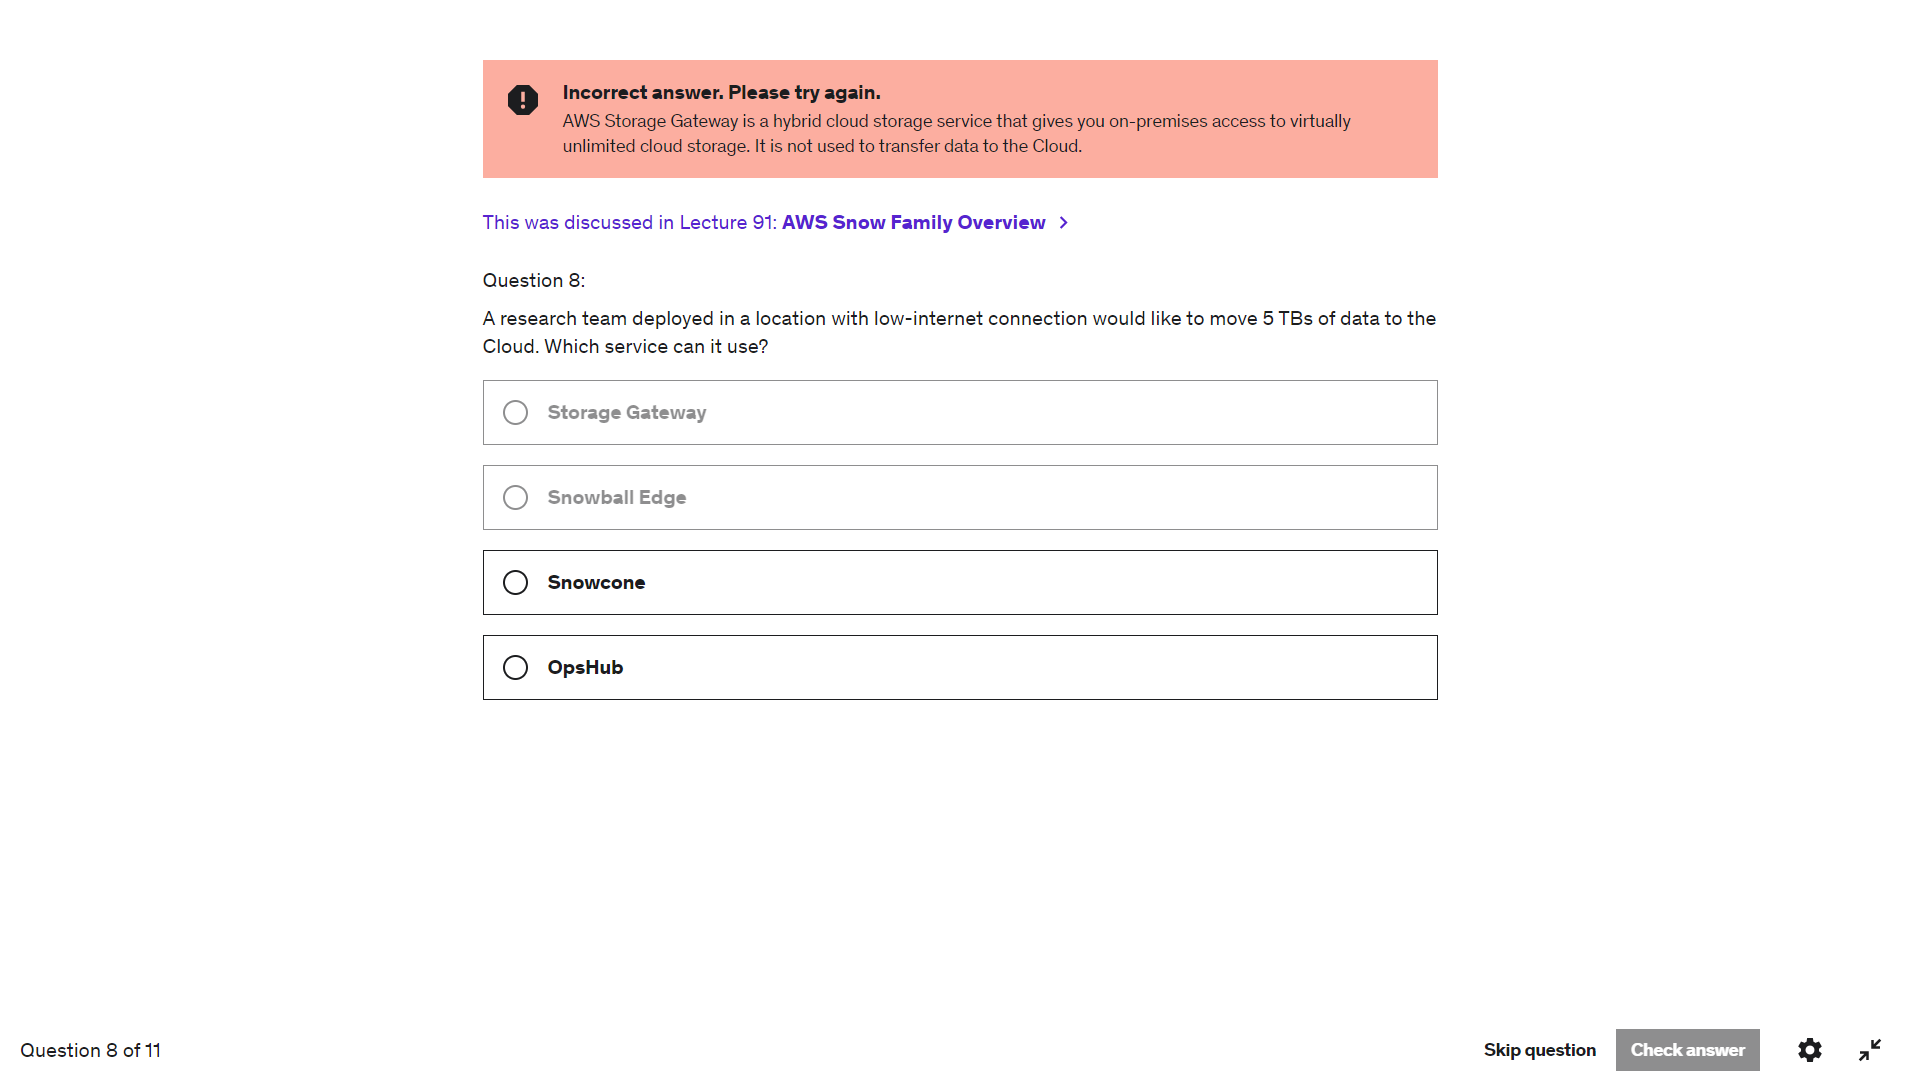 Incorrect answer. Please try again.
AWS Storage Gateway is a hybrid cloud storage service that gives you on-premises access to virtually
unlimited cloud storage. It is not used to transfer data to the Cloud.
This was discussed in Lecture 91: AWS Snow Family Overview
Question 8:
A research team deployed in a location with low-internet connection would like to move 5 TBs of data to the
Cloud. Which service can it use?
Storage Gateway
Snowball Edge
Snowcone
OpsHub
Question 8 of 11
Skip question
Check answer